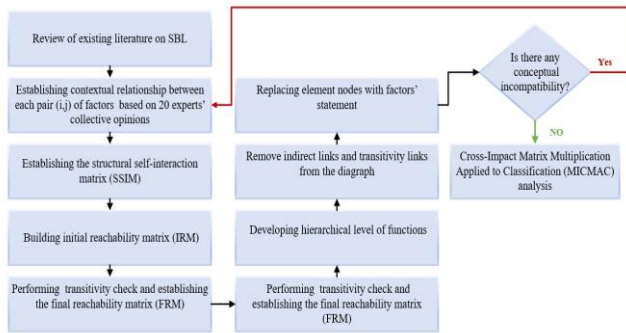 Review of existing literature on SBL
Establishing contextual relationship between
each pair (i,j) of factors based on 20 experts'
collective opinions
Establishing the structural self-interaction
matrix (SSIM)
Building initial reachability matrix (IRM)
Performing transitivity check and establishing
the final reachability matrix (FRM)
Performing transitivity check and
establishing the final reachability matrix
(FRM)
Developing hierarchical level of functions
Remove indirect links and transitivity links
from the diagraph
Replacing element nodes with factors'
statement
Is there any
conceptual
incompatibility?
Yes
NO
Cross-Impact Matrix Multiplication
Applied to Classification (MICMAC)
analysis